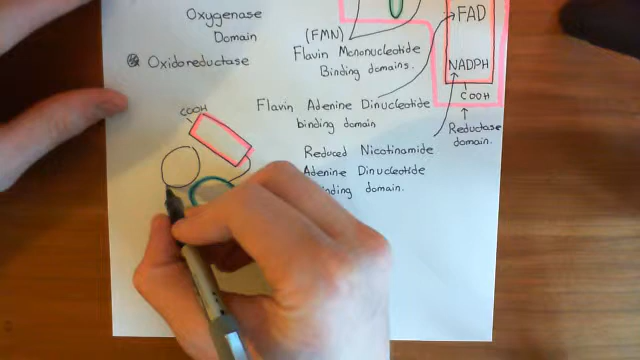 Oxygenase
Domain
Oxidoreductase
(FMN)
Flavin Mononucleotide
Binding domains.
FAD
NADPH
COOH
Flavin Adenine Dinucleotide
binding domain
Reductase
domain.
Reduced Nicotinamide
Adenine Dinucleotide
domain.
COOH